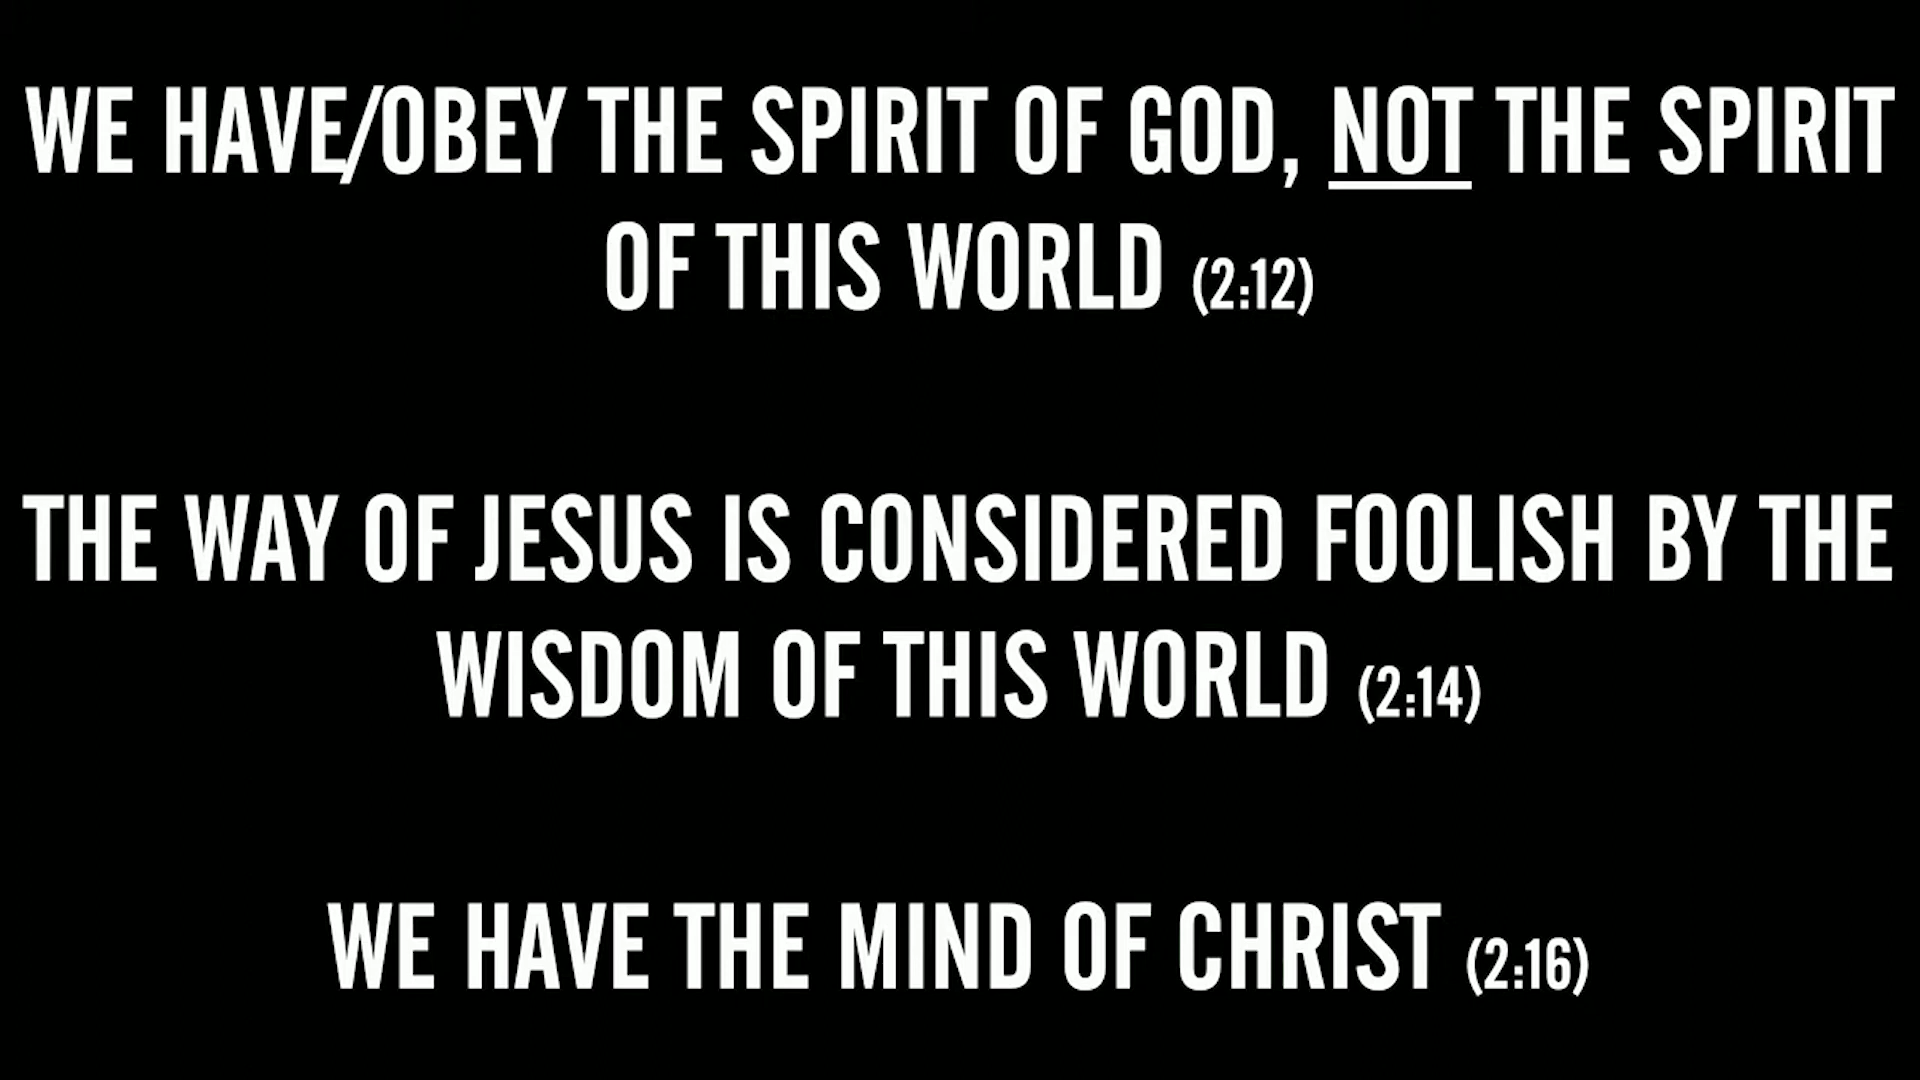 WE HAVE/OBEY THE SPIRIT OF GOD, NOT THE SPIRIT
OF THIS WORLD (2:12)
THE WAY OF JESUS IS CONSIDERED FOOLISH BY THE
WISDOM OF THIS WORLD (2:14)
WE HAVE THE MIND OF CHRIST (2:16)